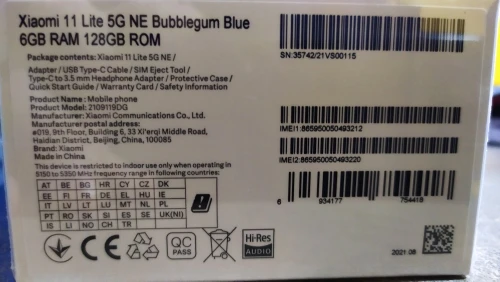 Xiaomi 11 Lite 5G NE Bubblegum Blue
6GB RAM 128GB ROM
Package contents: Xiaomi 11 Lite 5G NE /
Adapter / USB Type-C Cable / SIM Eject Tool /
Type-C to 3.5 mm Headphone Adapter / Protective Case /
Quick Start Guide / Warranty Card / Safety Information
Product Name: Mobile phone
Product Model: 2109119DG
Manufacturer: Xiaomi Communications Co., Ltd.
Manufacturer postal address:
#019, 9th Floor, Building 6, 33 Xi'erqi Middle Road,
Haidian District, Beijing, China, 100085
Brand: Xiaomi
Made in China
This device is restricted to indoor use only when operating in
5150 to 5350 MHz frequency range in following countries:
AT BE BG HR CY CZ DK
EE FI FR DE EL HU IE
IT LV LT LU MT NL PL
PT RO SK SI ES SE UK(NI)
IS LI NO CH TR
CE
QC
PASS
Hi-Res
AUDIO
SN:35742/21VS00115
IMEI1:865950050493212
IMEI2:865950050493220
6 934177 754418
2021.08